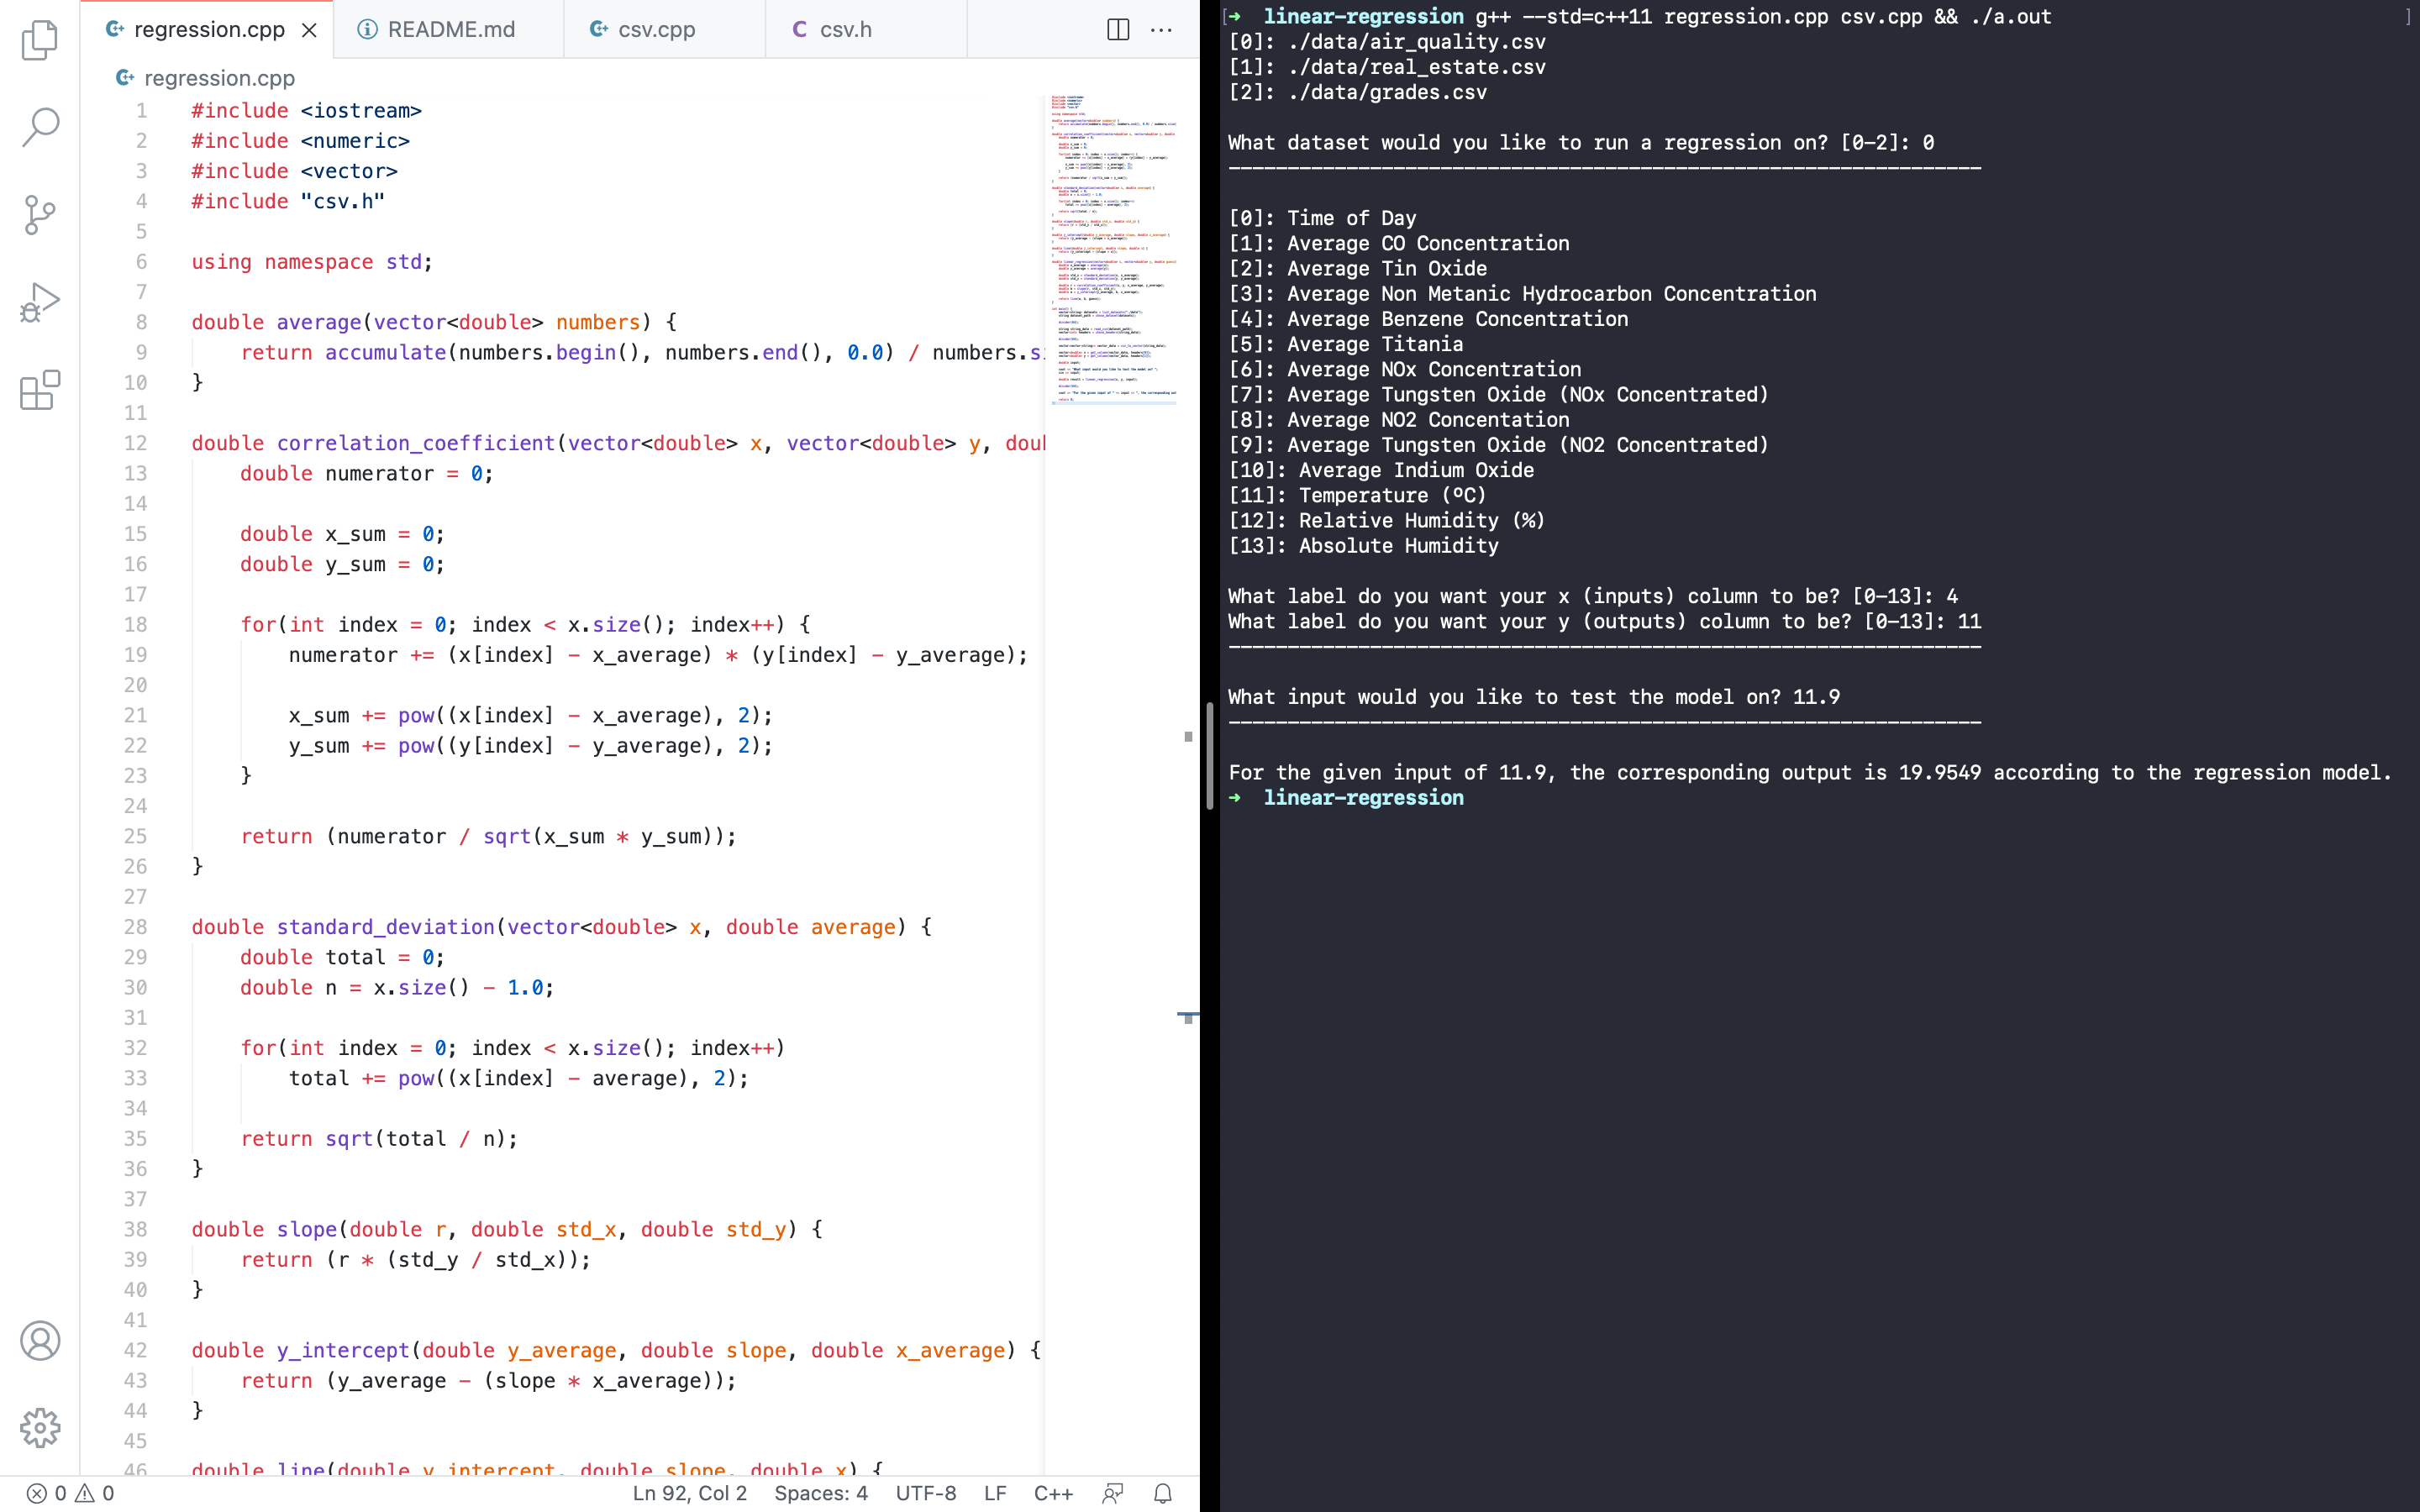 regression.cpp README.md csv.cpp csv.h
regression.cpp
1 #include <iostream>
2 #include <numeric>
3 #include <vector>
4 #include "csv.h"
5
6 using namespace std;
7
8 double average(vector<double> numbers) {
9 return accumulate(numbers.begin(), numbers.end(), 0.0) / numbers.si
10 }
11
12 double correlation_coefficient(vector<double> x, vector<double> y, doub
13 double numerator = 0;
14
15 double x_sum = 0;
16 double y_sum = 0;
17
18 for(int index = 0; index < x.size(); index++) {
19 numerator += (x[index] - x_average) * (y[index] - y_average);
20
21 x_sum += pow((x[index] - x_average), 2);
22 y_sum += pow((y[index] - y_average), 2);
23 }
24
25 return (numerator / sqrt(x_sum * y_sum));
26 }
27
28 double standard_deviation(vector<double> x, double average) {
29 double total = 0;
30 double n = x.size() - 1.0;
31
32 for(int index = 0; index < x.size(); index++)
33 total += pow((x[index] - average), 2);
34
35 return sqrt(total / n);
36 }
37
38 double slope(double r, double std_x, double std_y) {
39 return (r * (std_y / std_x));
40 }
41
42 double y_intercept(double y_average, double slope, double x_average) {
43 return (y_average - (slope * x_average));
44 }
45
46 double line(double y_intercept, double slope, double x) {
0 0 Ln 92, Col 2 Spaces: 4 UTF-8 LF C++
[➜ linear-regression g++ --std=c++11 regression.cpp csv.cpp && ./a.out ]
[0]: ./data/air_quality.csv
[1]: ./data/real_estate.csv
[2]: ./data/grades.csv
What dataset would you like to run a regression on? [0-2]: 0
----------------------------------------------------------------
[0]: Time of Day
[1]: Average CO Concentration
[2]: Average Tin Oxide
[3]: Average Non Metanic Hydrocarbon Concentration
[4]: Average Benzene Concentration
[5]: Average Titania
[6]: Average NOx Concentration
[7]: Average Tungsten Oxide (NOx Concentrated)
[8]: Average NO2 Concentation
[9]: Average Tungsten Oxide (NO2 Concentrated)
[10]: Average Indium Oxide
[11]: Temperature (ºC)
[12]: Relative Humidity (%)
[13]: Absolute Humidity
What label do you want your x (inputs) column to be? [0-13]: 4
What label do you want your y (outputs) column to be? [0-13]: 11
----------------------------------------------------------------
What input would you like to test the model on? 11.9
----------------------------------------------------------------
For the given input of 11.9, the corresponding output is 19.9549 according to the regression model.
➜ linear-regression